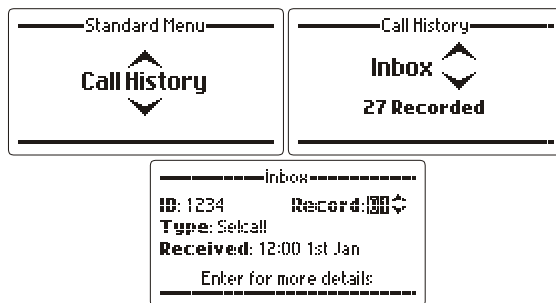 Standard Menu
Call History
Call History
Inbox
27 Recorded
Inbox
ID: 1234 Record:
Type: Selcall
Received: 12:00 1st Jan
Enter for more details